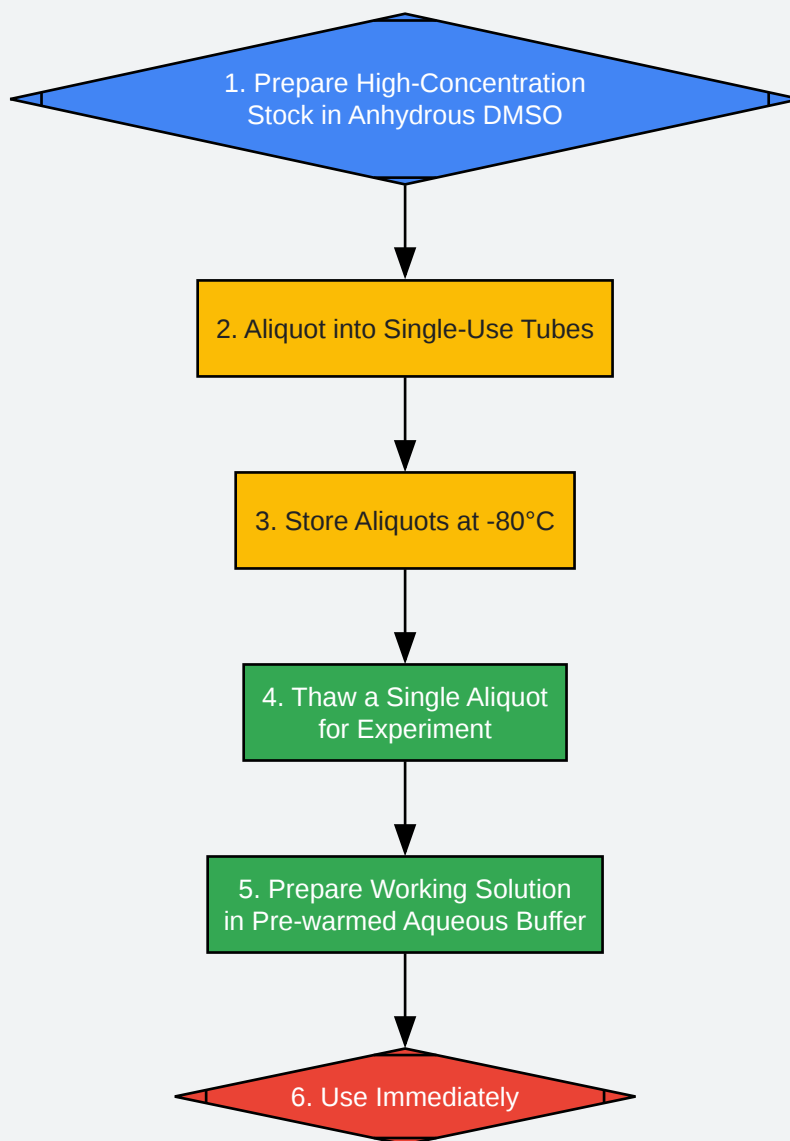 1. Prepare High-Concentration
Stock in Anhydrous DMSO
2. Aliquot into Single-Use Tubes
3. Store Aliquots at -80°C
4. Thaw a Single Aliquot
for Experiment
5. Prepare Working Solution
in Pre-warmed Aqueous Buffer
6. Use Immediately